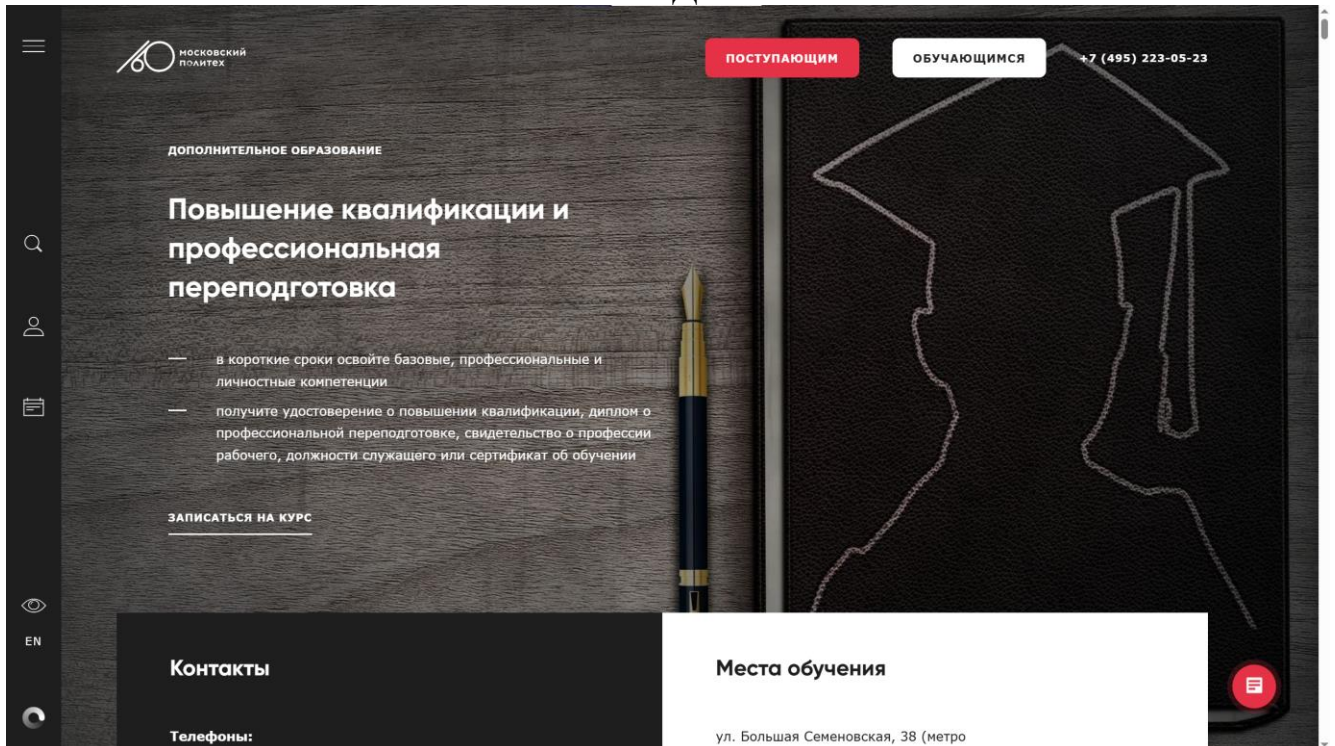 московский
политех
ПОСТУПАЮЩИМ
ОБУЧАЮЩИМСЯ
+7 (495) 223-05-23
ДОПОЛНИТЕЛЬНОЕ ОБРАЗОВАНИЕ
Повышение квалификации и
профессиональная
переподготовка
— в короткие сроки освойте базовые, профессиональные и
личностные компетенции
— получите удостоверение о повышении квалификации, диплом о
профессиональной переподготовке, свидетельство о профессии
рабочего, должности служащего или сертификат об обучении
ЗАПИСАТЬСЯ НА КУРС
EN
Контакты
Телефоны:
Места обучения
ул. Большая Семеновская, 38 (метро